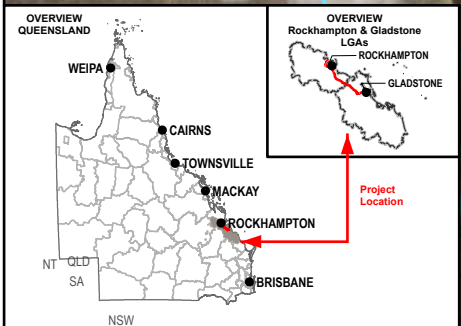 OVERVIEW
QUEENSLAND
WEIPA
CAIRNS
TOWNSVILLE
MACKAY
ROCKHAMPTON
BRISBANE
NT
QLD
SA
NSW
OVERVIEW
Rockhampton & Gladstone
LGAs
ROCKHAMPTON
GLADSTONE
Project
Location